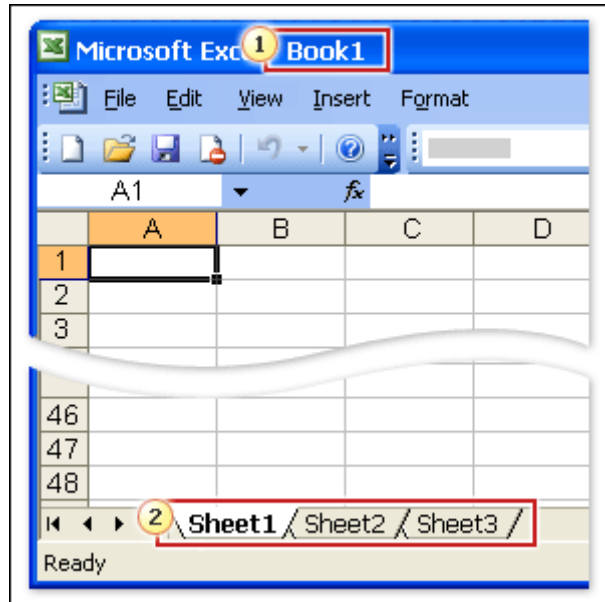 Microsoft Exc 1 Book1
File Edit View Insert Format
A1 fx
A B C D
1
2
3
46
47
48
2 Sheet1 Sheet2 Sheet3
Ready